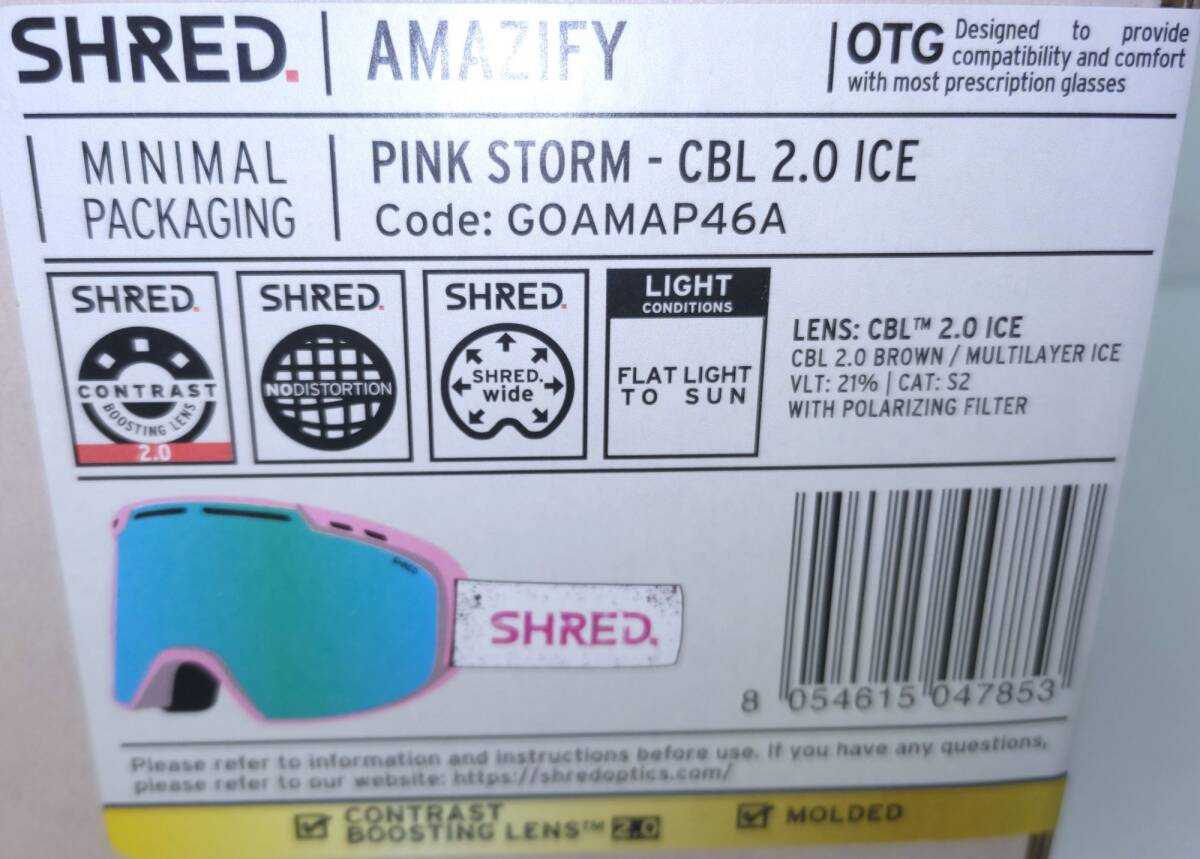 SHRED. AMAZIFY
OTG Designed to provide
compatibility and comfort
with most prescription glasses
MINIMAL
PACKAGING
PINK STORM - CBL 2.0 ICE
Code: GOAMAP46A
SHRED.
CONTRAST
BOOSTING LENS
2.0
SHRED.
NODISTORTION
SHRED.
SHRED.
wide
LIGHT
CONDITIONS
FLAT LIGHT
TO SUN
LENS: CBL™ 2.0 ICE
CBL 2.0 BROWN / MULTILAYER ICE
VLT: 21% | CAT: S2
WITH POLARIZING FILTER
SHRED
SHRED.
8 054615 047853
Please refer to information and instructions before use. If you have any questions,
please refer to our website: https://shredoptics.com/
CONTRAST
BOOSTING LENS™ 2.0
MOLDED